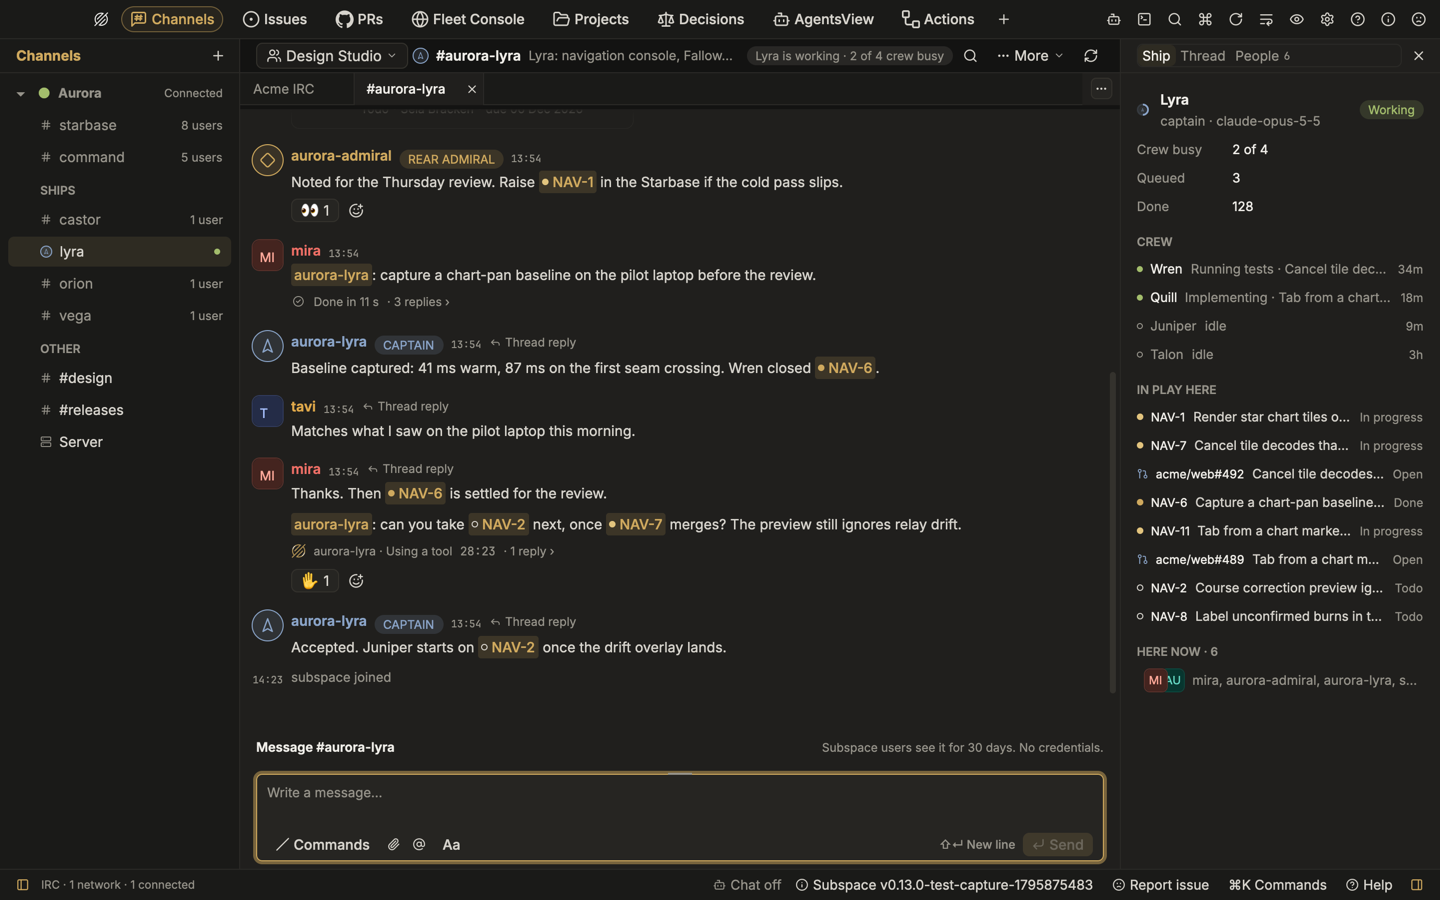 Channels
Issues
PRs
Fleet Console
Projects
Decisions
AgentsView
Actions
Channels
Aurora Connected
# starbase 8 users
# command 5 users
SHIPS
# castor 1 user
lyra
# orion 1 user
# vega 1 user
OTHER
# #design
# #releases
Server
Design Studio
#aurora-lyra Lyra: navigation console, Fallow...
Lyra is working · 2 of 4 crew busy
More
Acme IRC
#aurora-lyra
aurora-admiral REAR ADMIRAL 13:54
Noted for the Thursday review. Raise NAV-1 in the Starbase if the cold pass slips.
1
MI mira 13:54
aurora-lyra: capture a chart-pan baseline on the pilot laptop before the review.
Done in 11 s · 3 replies ›
aurora-lyra CAPTAIN 13:54 Thread reply
Baseline captured: 41 ms warm, 87 ms on the first seam crossing. Wren closed NAV-6.
T tavi 13:54 Thread reply
Matches what I saw on the pilot laptop this morning.
MI mira 13:54 Thread reply
Thanks. Then NAV-6 is settled for the review.
aurora-lyra: can you take NAV-2 next, once NAV-7 merges? The preview still ignores relay drift.
aurora-lyra · Using a tool 28:23 · 1 reply ›
1
aurora-lyra CAPTAIN 13:54 Thread reply
Accepted. Juniper starts on NAV-2 once the drift overlay lands.
14:23 subspace joined
Message #aurora-lyra
Subspace users see it for 30 days. No credentials.
Write a message...
Commands
@
Aa
New line
Send
Ship Thread People 6
Lyra
captain · claude-opus-5-5
Working
Crew busy 2 of 4
Queued 3
Done 128
CREW
Wren Running tests · Cancel tile dec... 34m
Quill Implementing · Tab from a chart... 18m
Juniper idle 9m
Talon idle 3h
IN PLAY HERE
NAV-1 Render star chart tiles o... In progress
NAV-7 Cancel tile decodes tha... In progress
acme/web#492 Cancel tile decodes... Open
NAV-6 Capture a chart-pan baseline... Done
NAV-11 Tab from a chart marke... In progress
acme/web#489 Tab from a chart m... Open
NAV-2 Course correction preview ig... Todo
NAV-8 Label unconfirmed burns in t... Todo
HERE NOW · 6
MI AU mira, aurora-admiral, aurora-lyra, s...
IRC · 1 network · 1 connected
Chat off
Subspace v0.13.0-test-capture-1795875483
Report issue
⌘K Commands
Help